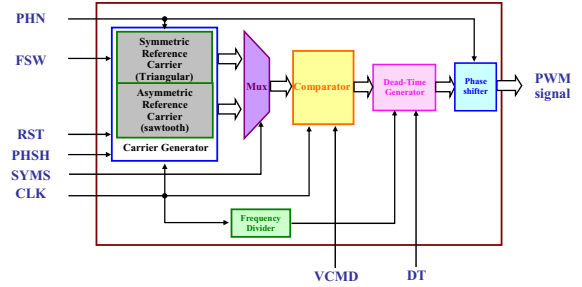 PHN
FSW
RST
PHSH
SYMS
CLK
Symmetric
Reference
Carrier
(Triangular)
Asymmetric
Reference
Carrier
(sawtooth)
Carrier Generator
Mux
Comparator
Dead-Time
Generator
Phase
shifter
PWM
signal
Frequency
Divider
VCMD
DT